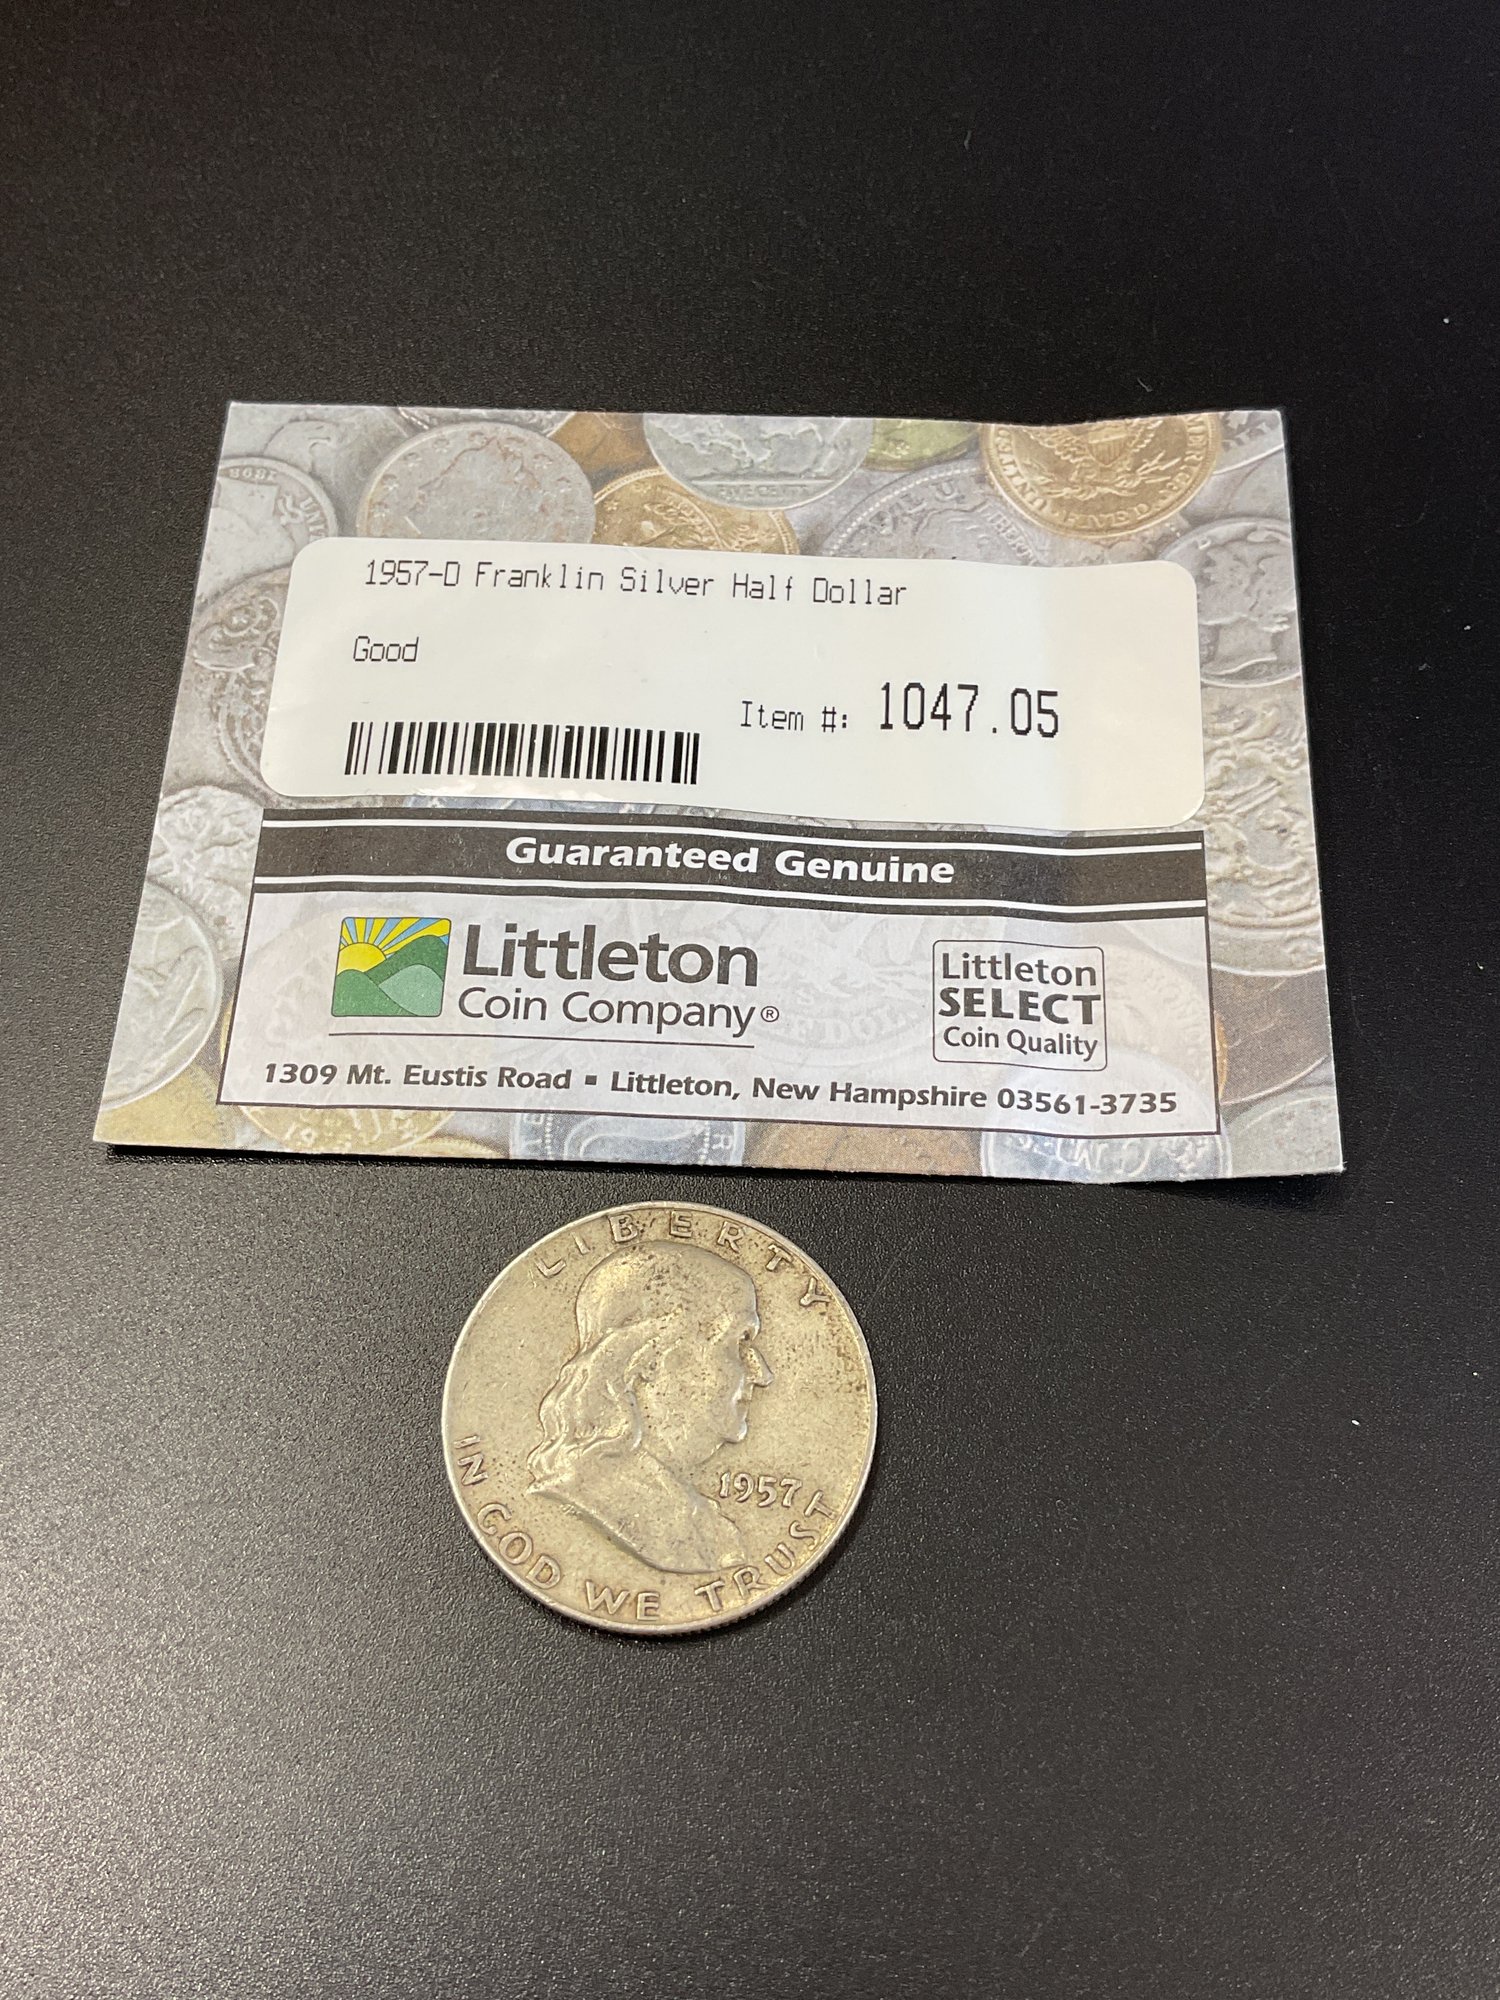 1957-D Franklin Silver Half Dollar
Good
Item #: 1047.05
Guaranteed Genuine
Littleton
Coin Company®
Littleton
SELECT
Coin Quality
1309 Mt. Eustis Road ▪ Littleton, New Hampshire 03561-3735
LIBERTY
1957
IN GOD WE TRUST